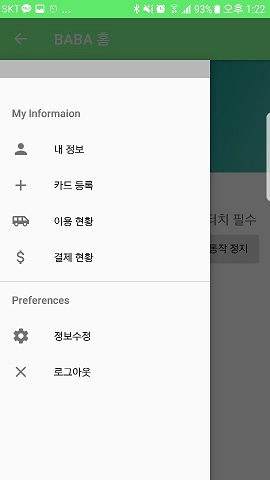 SKT 93% 오후 1:22
BABA 홈
My Informaion
내 정보
카드 등록
터치 필수
이용 현황
동작 정지
결제 현황
Preferences
정보수정
로그아웃